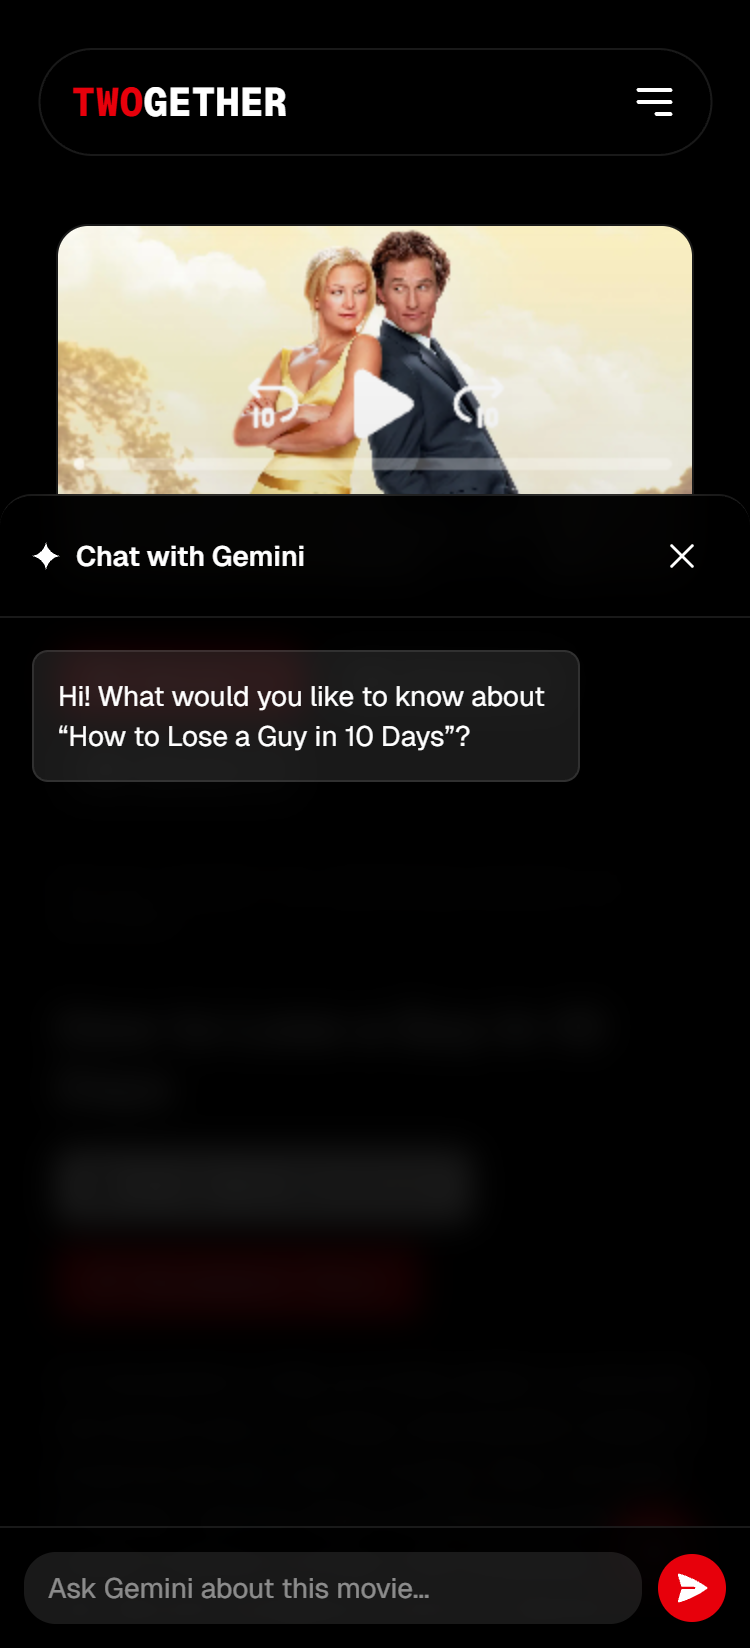 TWOGETHER
10 10
Chat with Gemini
Hi! What would you like to know about
“How to Lose a Guy in 10 Days”?
Ask Gemini about this movie...